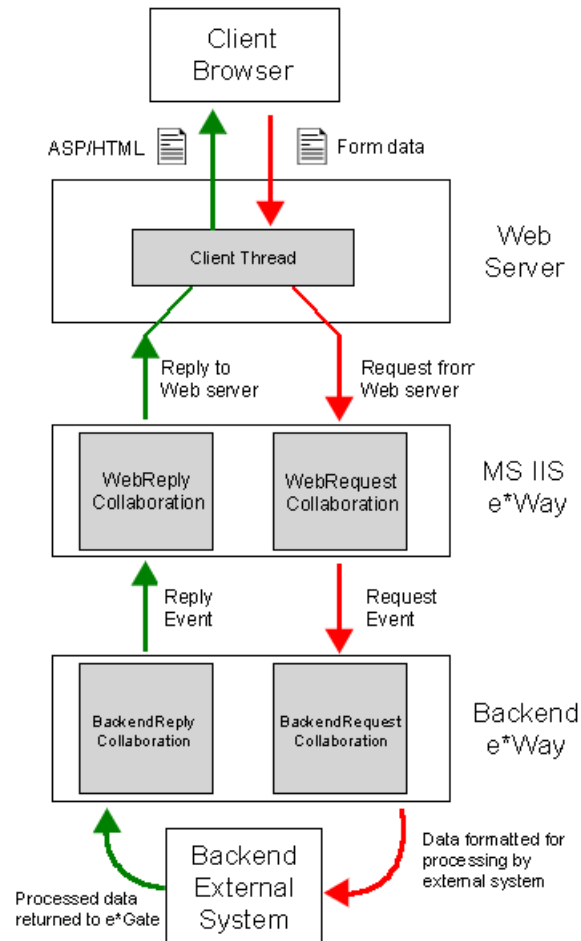 Client
Browser
ASP/HTML
Form data
Client Thread
Web
Server
Reply to
Web server
Request from
Web server
WebReply
Collaboration
WebRequest
Collaboration
MS IIS
e*Way
Reply
Event
Request
Event
BackendReply
Collaboration
BackendRequest
Collaboration
Backend
e*Way
Backend
External
System
Data formatted for
processing by
external system
Processed data
returned to e*Gate